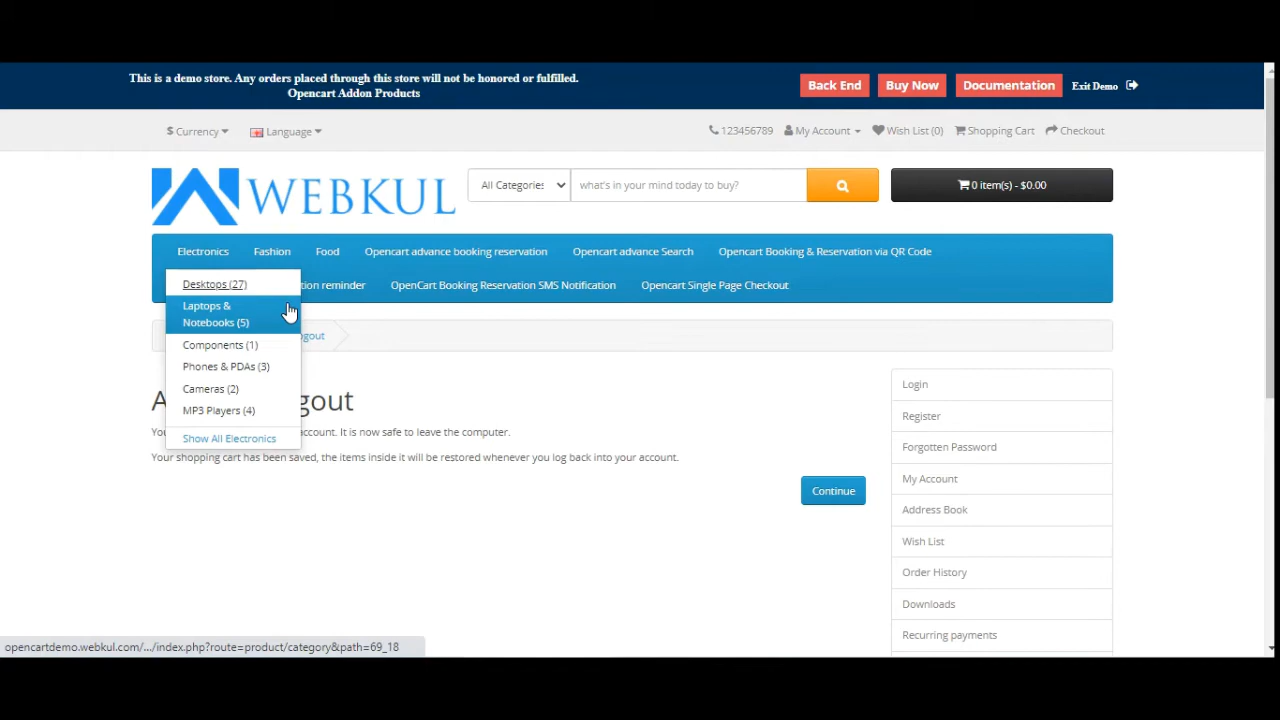 This is a demo store. Any orders placed through this store will not be honored or fulfilled.
Opencart Addon Products
Back End
Buy Now
Documentation
Exit Demo
$ Currency
Language
123456789
My Account
Wish List (0)
Shopping Cart
Checkout
WEBKUL
All Categories
what's in your mind today to buy?
0 item(s) - $0.00
Electronics
Fashion
Food
Opencart advance booking reservation
Opencart advance Search
Opencart Booking & Reservation via QR Code
tion reminder
OpenCart Booking Reservation SMS Notification
Opencart Single Page Checkout
Desktops (27)
Laptops &
Notebooks (5)
Components (1)
Phones & PDAs (3)
Cameras (2)
MP3 Players (4)
Show All Electronics
ogout
A
gout
You
account. It is now safe to leave the computer.
Your shopping cart has been saved, the items inside it will be restored whenever you log back into your account.
Continue
Login
Register
Forgotten Password
My Account
Address Book
Wish List
Order History
Downloads
Recurring payments
opencartdemo.webkul.com/.../index.php?route=product/category&path=69_18